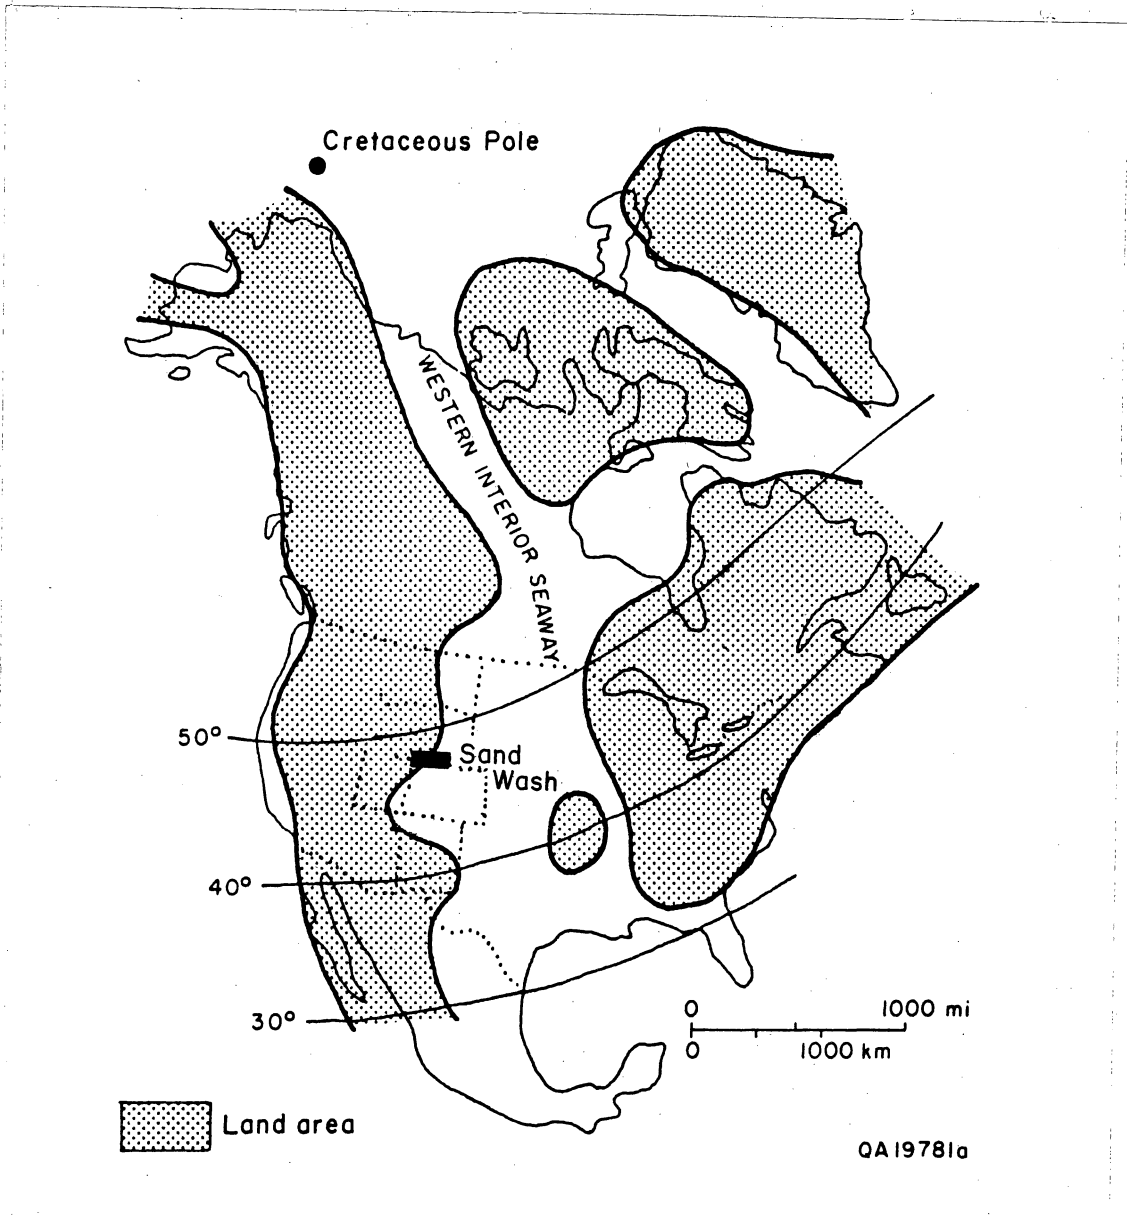 Cretaceous Pole
WESTERN INTERIOR SEAWAY
50°
Sand
Wash
40°
30°
0 1000 mi
0 1000 km
Land area
QA19781a